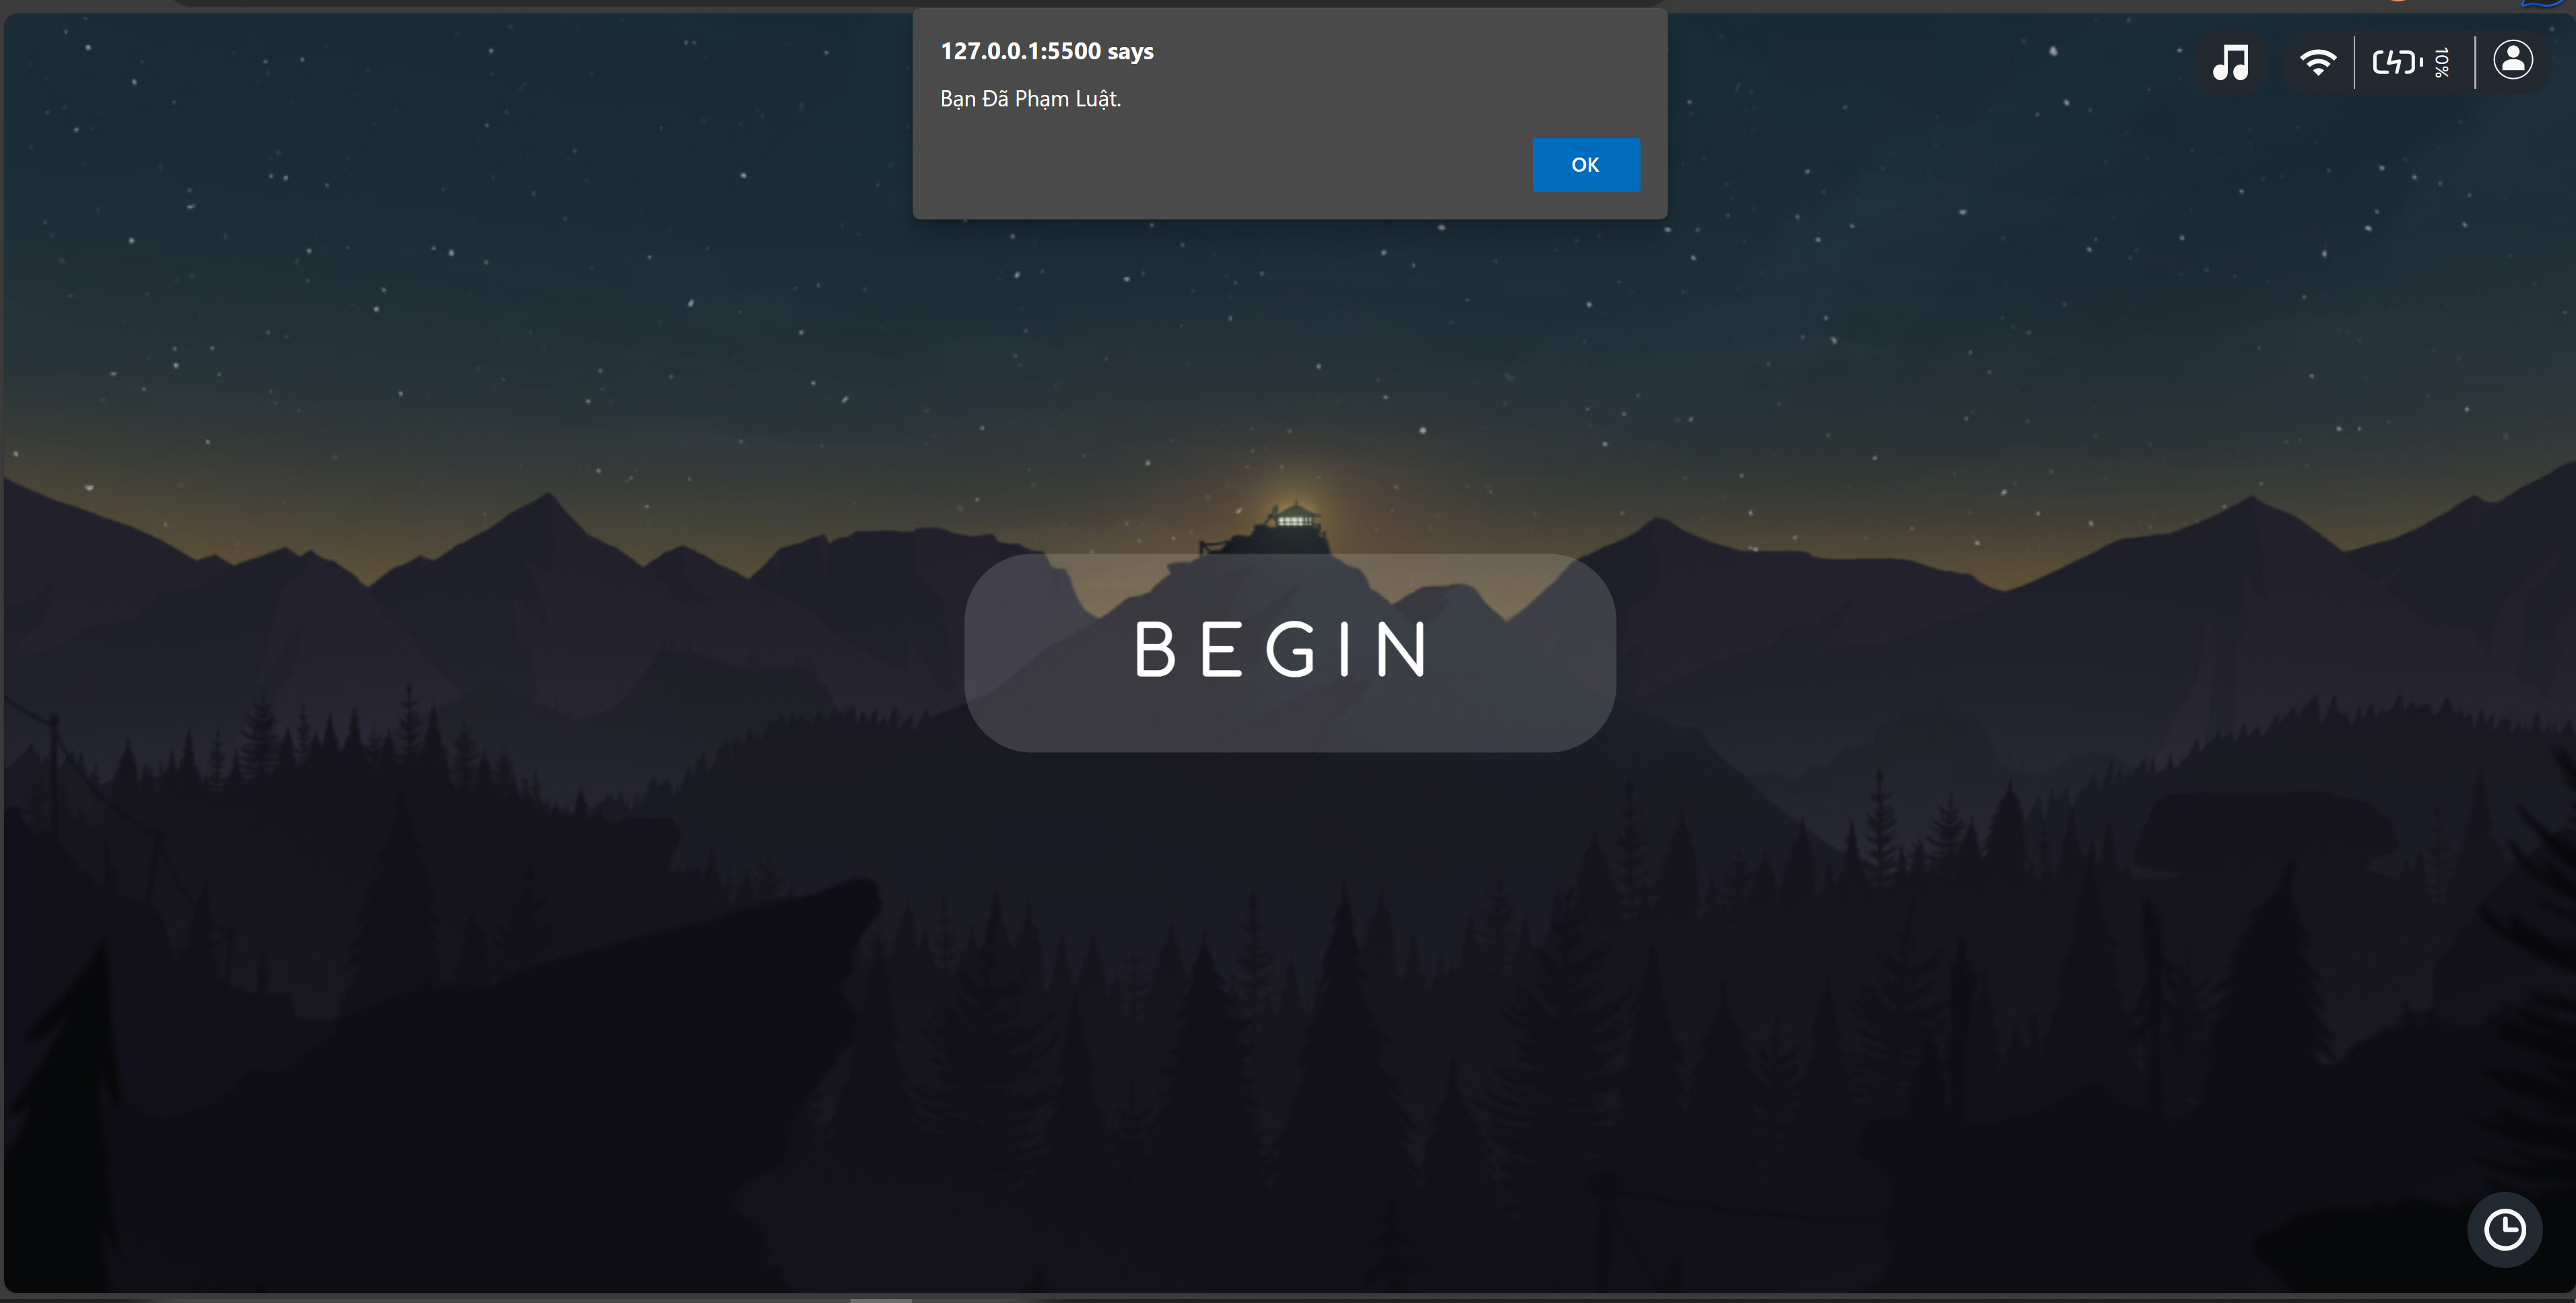 127.0.0.1:5500 says
Bạn Đã Phạm Luật.
OK
10%
BEGIN